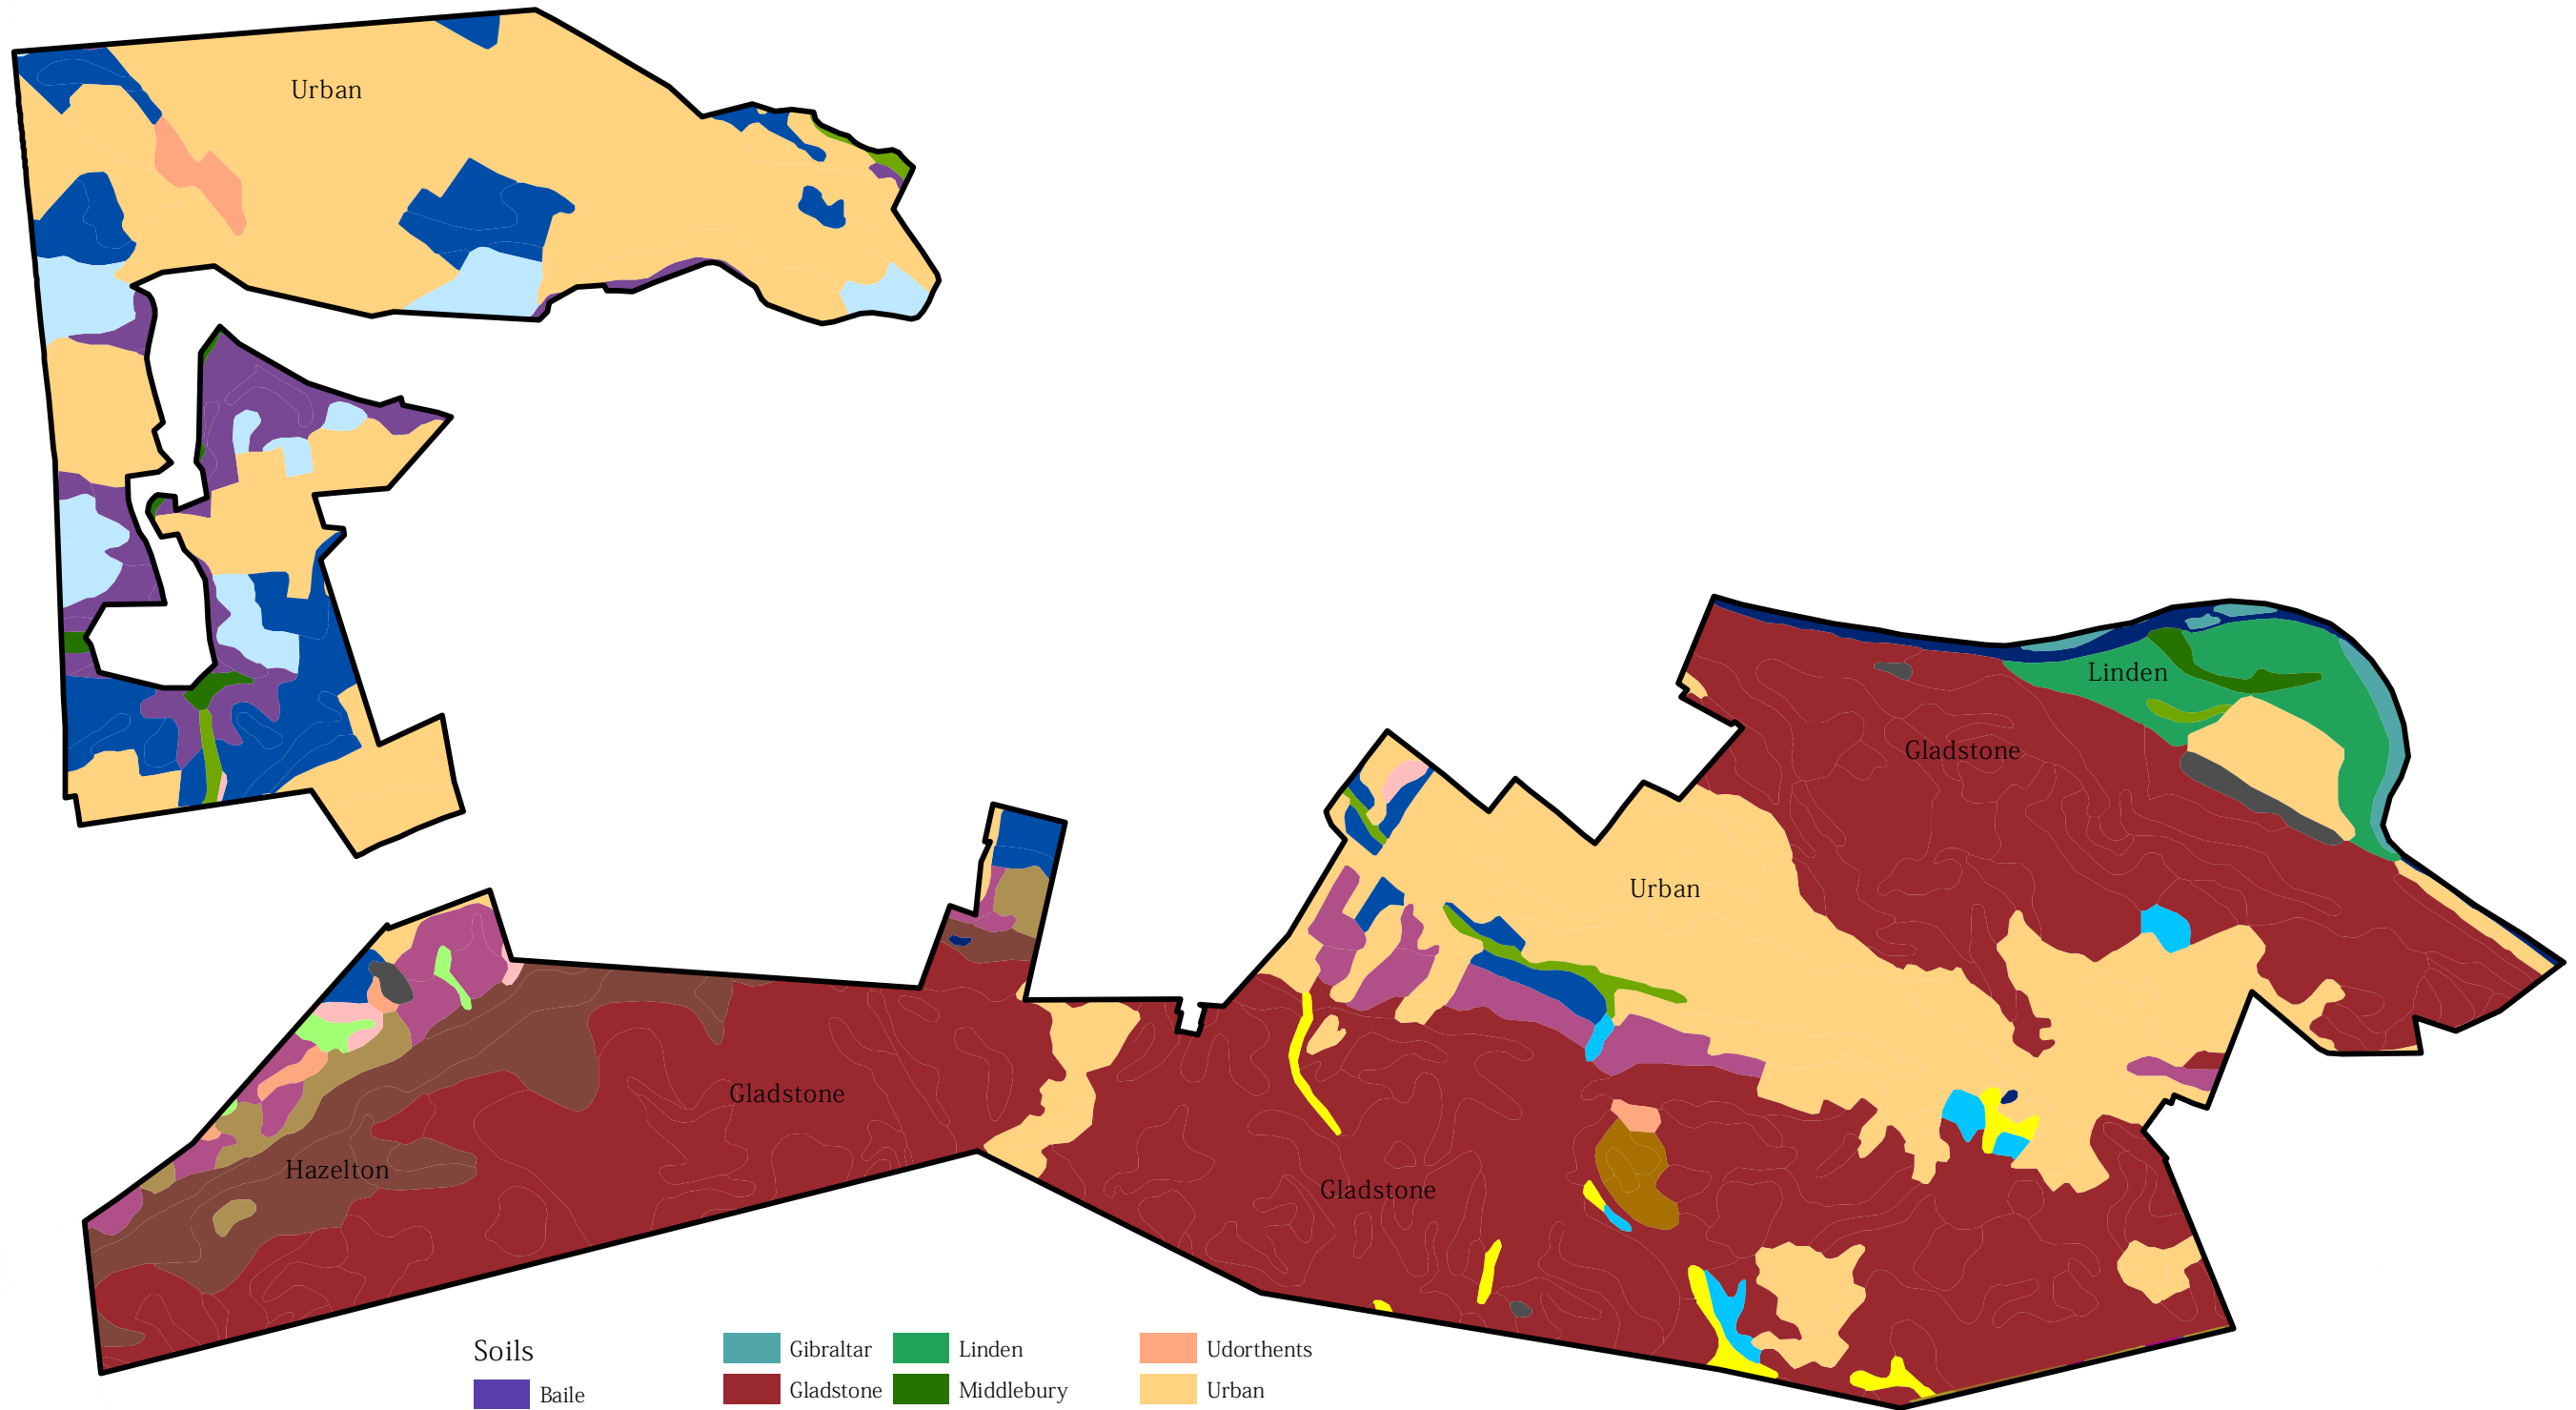 Urban
Linden
Gladstone
Urban
Gladstone
Hazelton
Gladstone
Soils
Baile
Gibraltar
Gladstone
Linden
Middlebury
Udorthents
Urban